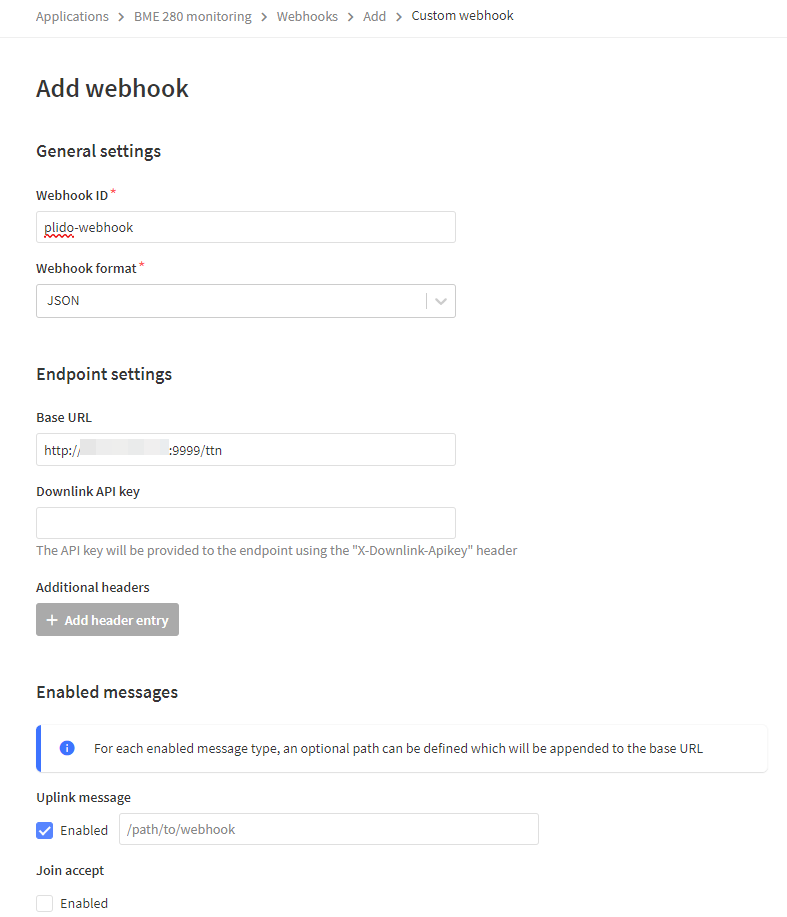 Applications > BME 280 monitoring > Webhooks > Add > Custom webhook
Add webhook
General settings
Webhook ID*
plido-webhook
Webhook format*
JSON
Endpoint settings
Base URL
http:// :9999/ttn
Downlink API key
The API key will be provided to the endpoint using the "X-Downlink-Apikey" header
Additional headers
+ Add header entry
Enabled messages
For each enabled message type, an optional path can be defined which will be appended to the base URL
Uplink message
Enabled /path/to/webhook
Join accept
Enabled